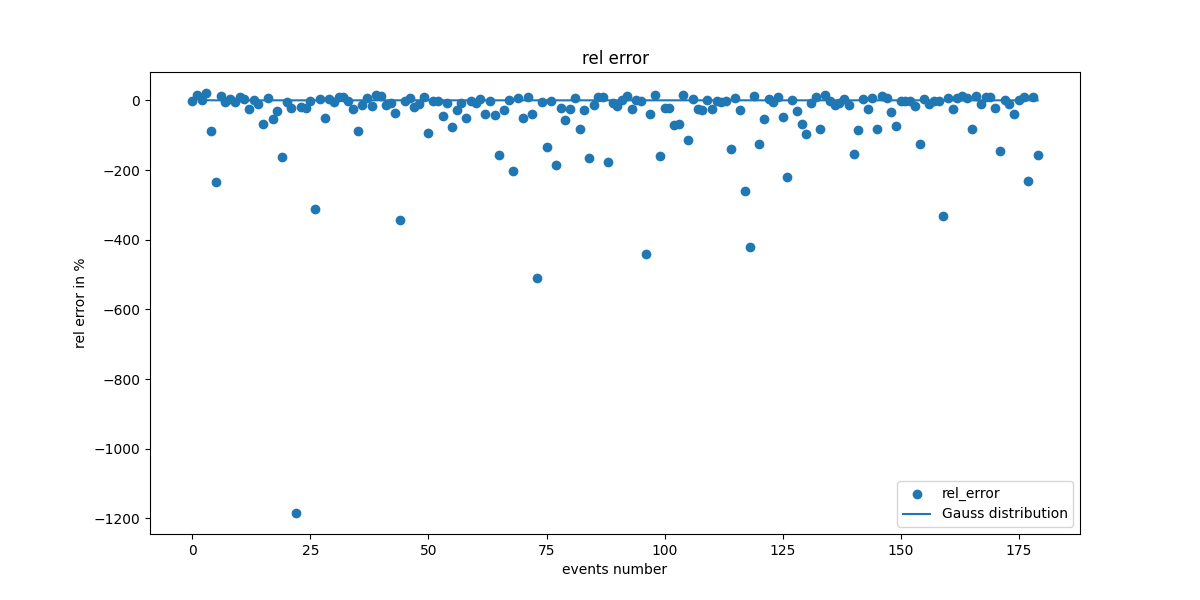 rel error
rel error in %
0
−200
−400
−600
−800
−1000
−1200
0 25 50 75 100 125 150 175
events number
rel_error
Gauss distribution